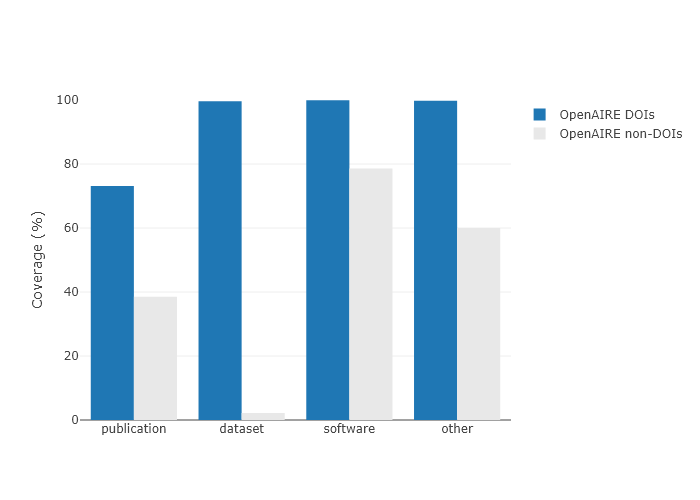 100
80
60
40
20
0
Coverage (%)
publication
dataset
software
other
OpenAIRE DOIs
OpenAIRE non-DOIs